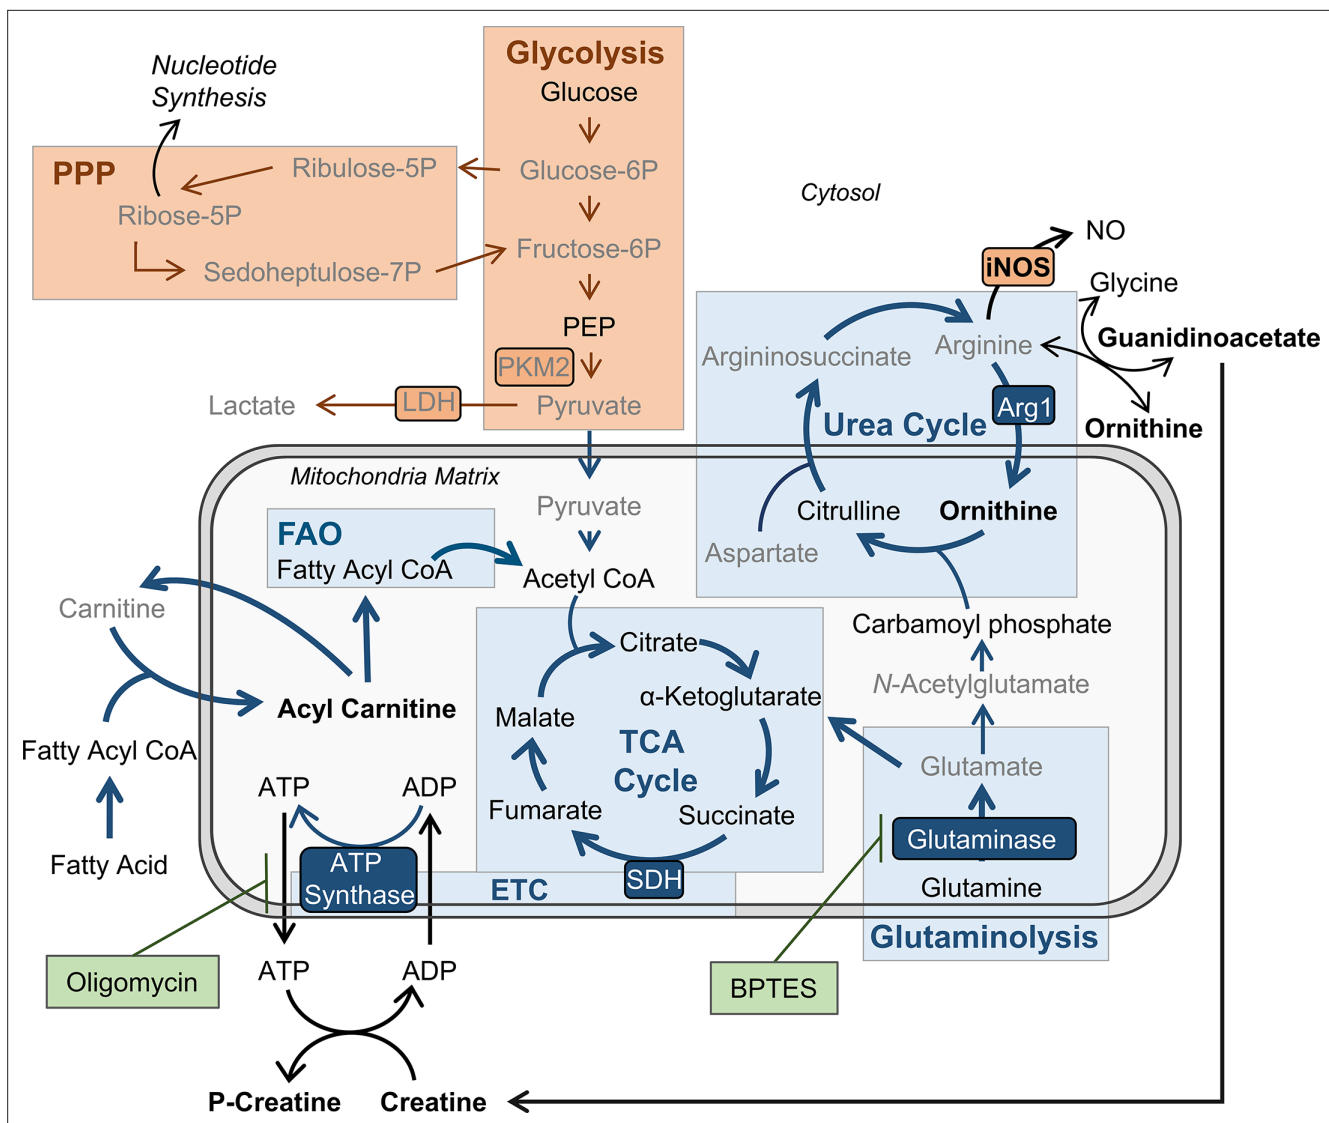 Glycolysis
Glucose
Nucleotide
Synthesis
PPP
Ribulose-5P
Glucose-6P
Ribose-5P
Sedoheptulose-7P
Fructose-6P
PEP
PKM2
Lactate
LDH
Pyruvate
Cytosol
NO
iNOS
Glycine
Guanidinoacetate
Argininosuccinate
Arginine
Arg1
Urea Cycle
Ornithine
Mitochondria Matrix
Pyruvate
Citrulline
Ornithine
Aspartate
FAO
Fatty Acyl CoA
Acetyl CoA
Carnitine
Carbamoyl phosphate
Citrate
N-Acetylglutamate
α-Ketoglutarate
Acyl Carnitine
Malate
TCA
Cycle
Fatty Acyl CoA
Glutamate
ATP
ADP
Fumarate
Succinate
Glutaminase
Fatty Acid
ATP
Synthase
ETC
SDH
Glutamine
Glutaminolysis
Oligomycin
ATP
ADP
BPTES
P-Creatine
Creatine